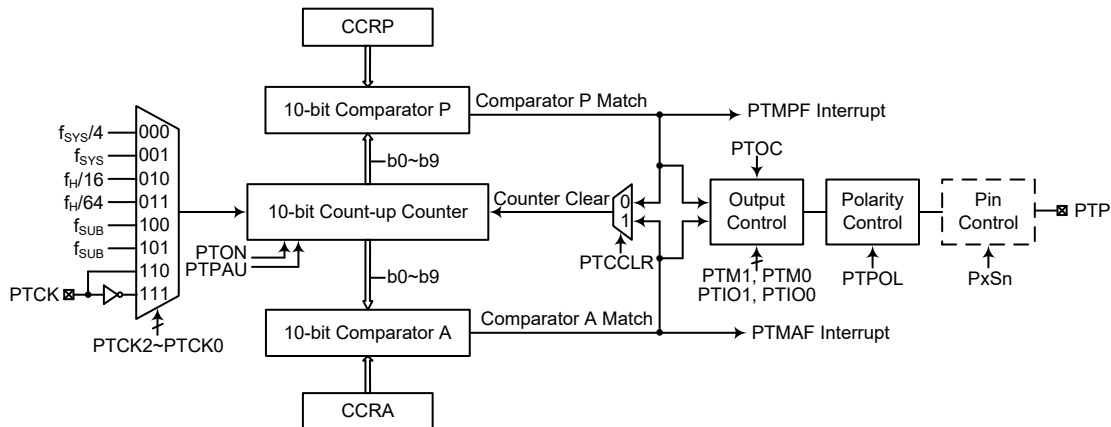 CCRP
10-bit Comparator P
Comparator P Match
PTMPF Interrupt
fSYS/4
000
fSYS
001
fH/16
010
fH/64
011
fSUB
100
fSUB
101
110
PTCK
111
PTCK2~PTCK0
b0~b9
10-bit Count-up Counter
PTON
PTPAU
Counter Clear
0
1
PTCCLR
b0~b9
PTOC
Output
Control
PTM1, PTM0
PTIO1, PTIO0
Polarity
Control
PTPOL
Pin
Control
PxSn
PTP
10-bit Comparator A
Comparator A Match
PTMAF Interrupt
CCRA